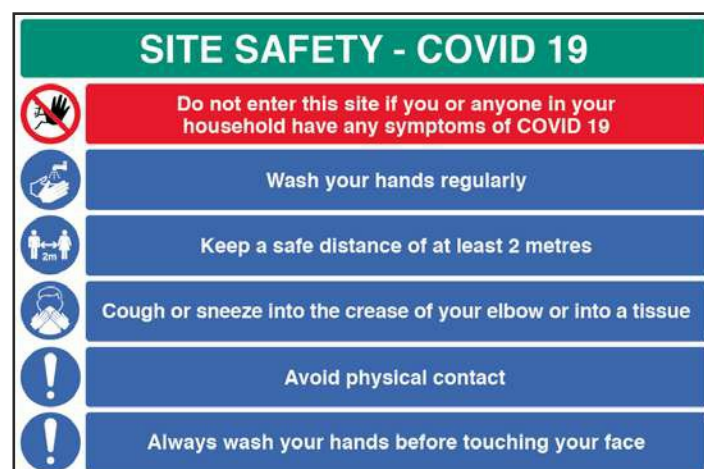 SITE SAFETY - COVID 19
Do not enter this site if you or anyone in your
household have any symptoms of COVID 19
Wash your hands regularly
2m
Keep a safe distance of at least 2 metres
Cough or sneeze into the crease of your elbow or into a tissue
Avoid physical contact
Always wash your hands before touching your face